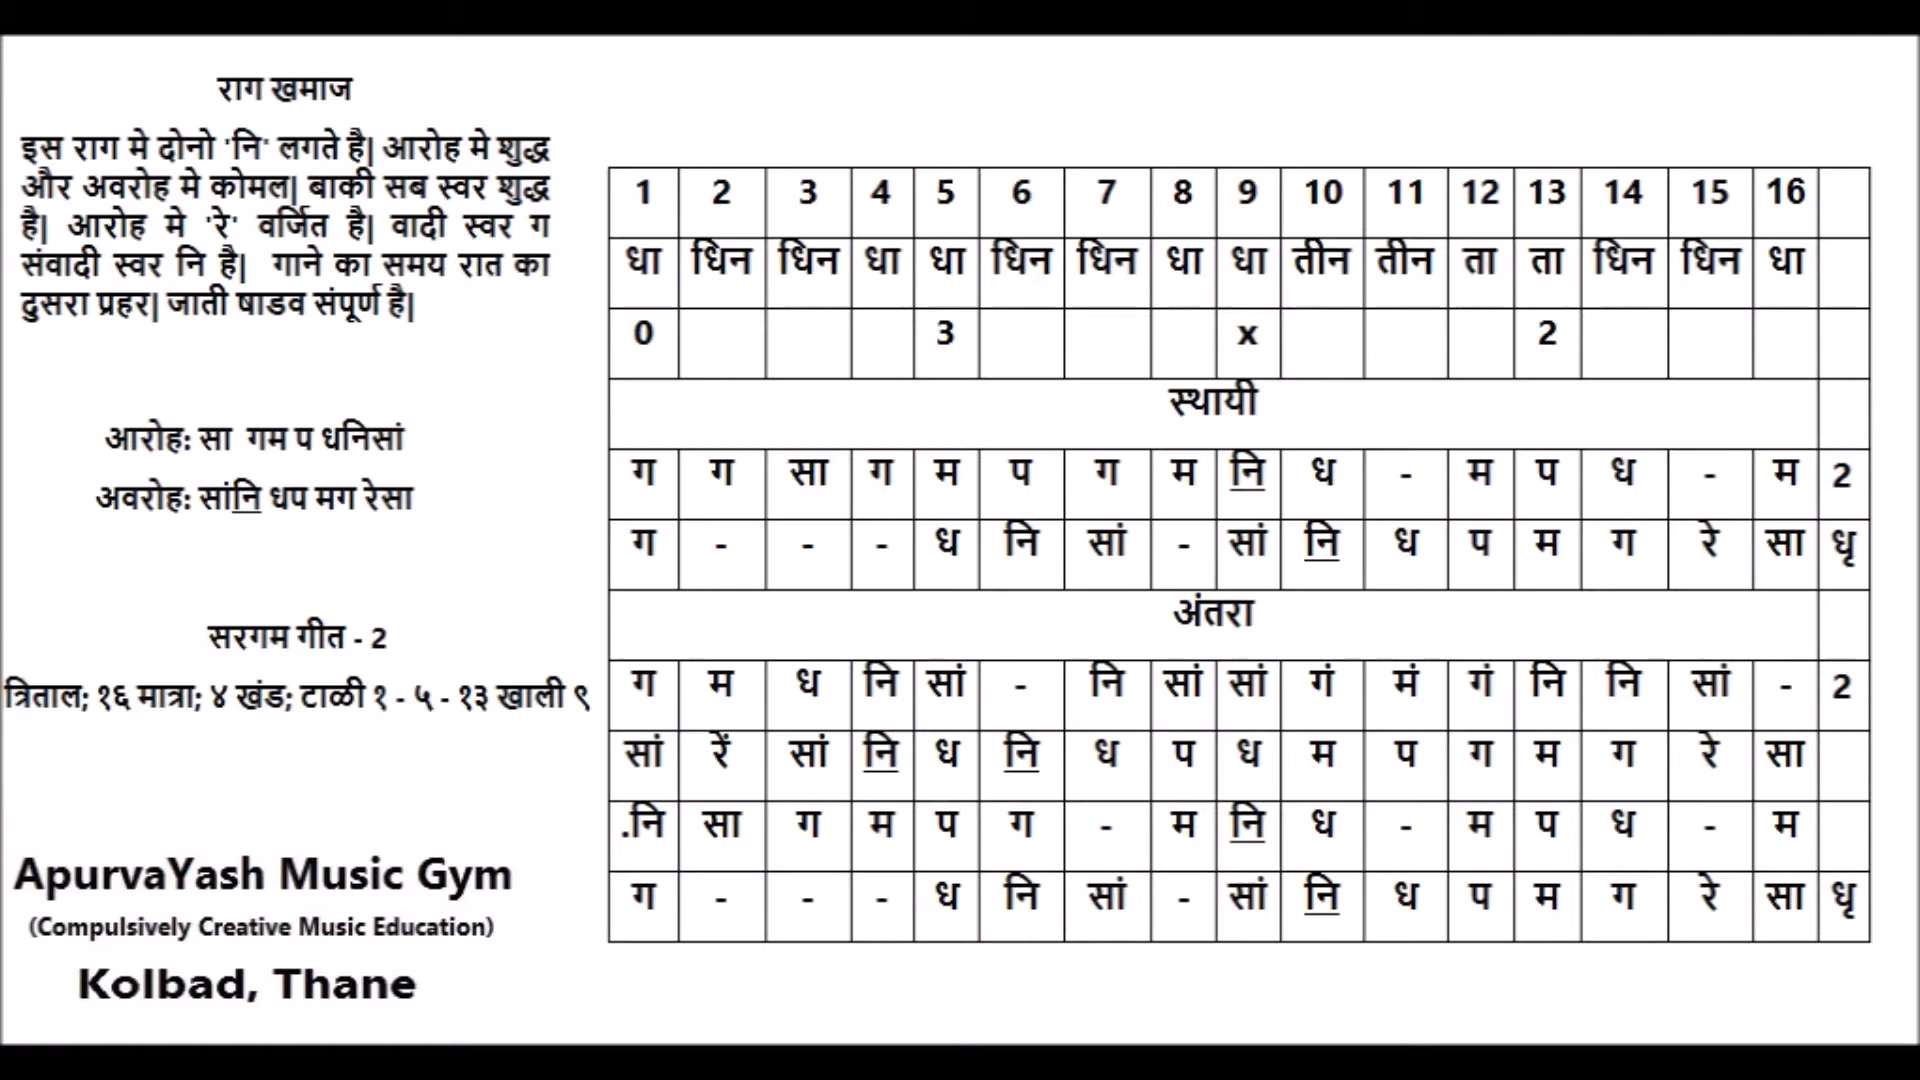 राग खमाज
इस राग मे दोनो 'नि' लगते है| आरोह मे शुद्ध
और अवरोह मे कोमल| बाकी सब स्वर शुद्ध
है| आरोह मे 'रे' वर्जित है| वादी स्वर ग
संवादी स्वर नि है| गाने का समय रात का
दुसरा प्रहर| जाती षाडव संपूर्ण है|
आरोह: सा गम प धनिसां
अवरोह: सांनि धप मग रेसा
सरगम गीत - 2
त्रिताल; १६ मात्रा; ४ खंड; टाळी १ - ५ - १३ खाली ९
ApurvaYash Music Gym
(Compulsively Creative Music Education)
Kolbad, Thane
1 2 3 4 5 6 7 8 9 10 11 12 13 14 15 16
धा धिन धिन धा धा धिन धिन धा धा तीन तीन ता ता धिन धिन धा
0 3 x 2
स्थायी
ग ग सा ग म प ग म नि ध - म प ध - म 2
ग - - - ध नि सां - सां नि ध प म ग रे सा धृ
अंतरा
ग म ध नि सां - नि सां सां गं मं गं नि नि सां - 2
सां रें सां नि ध नि ध प ध म प ग म ग रे सा
.नि सा ग म प ग - म नि ध - म प ध - म
ग - - - ध नि सां - सां नि ध प म ग रे सा धृ